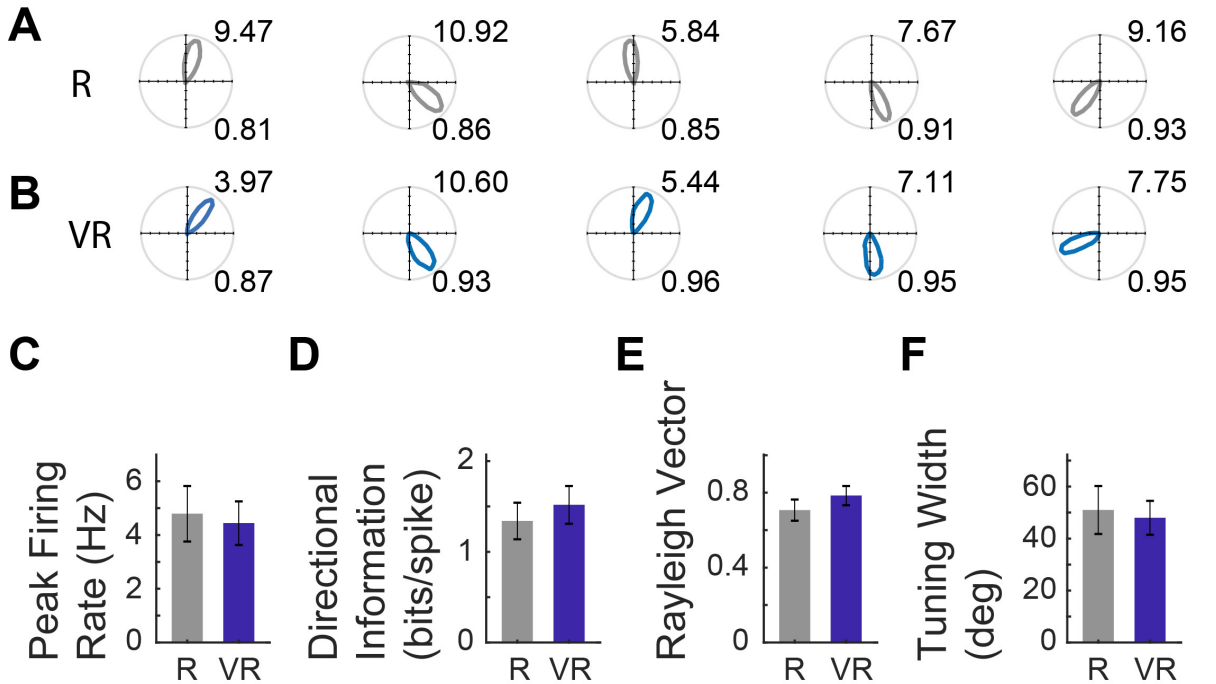 A
R
9.47
0.81
10.92
0.86
5.84
0.85
7.67
0.91
9.16
0.93
B
VR
3.97
0.87
10.60
0.93
5.44
0.96
7.11
0.95
7.75
0.95
C
Peak Firing
Rate (Hz)
6
4
2
0
R VR
D
Directional
Information
(bits/spike)
2
1
0
R VR
E
Rayleigh Vector
0.8
0.4
0
R VR
F
Tuning Width
(deg)
60
40
20
0
R VR